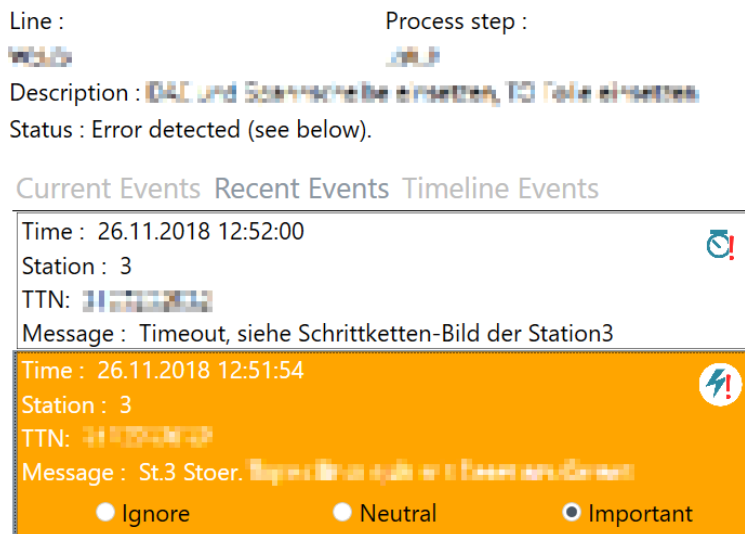 Line :
Process step :
Description :
Status : Error detected (see below).
Current Events Recent Events Timeline Events
Time : 26.11.2018 12:52:00
Station : 3
TTN:
Message : Timeout, siehe Schrittketten-Bild der Station3
Time : 26.11.2018 12:51:54
Station : 3
TTN:
Message : St.3 Stoer.
Ignore Neutral Important